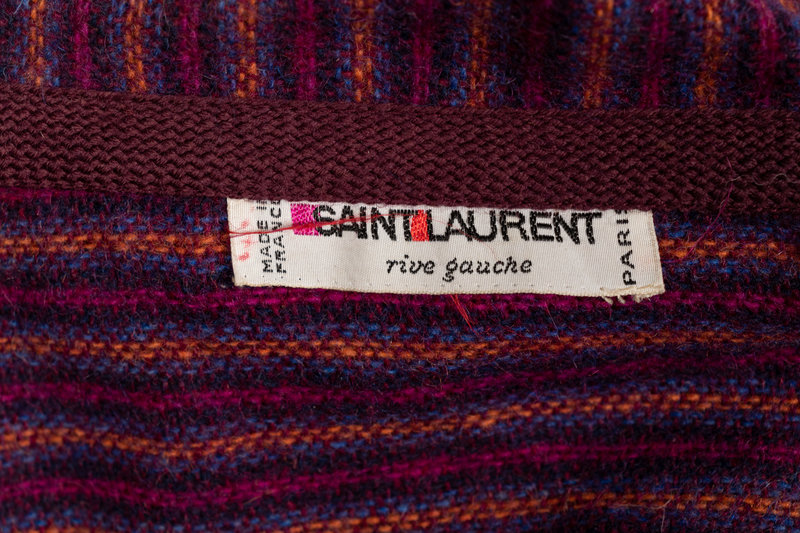 MADE IN
FRANCE
SAINT LAURENT
rive gauche
PARIS